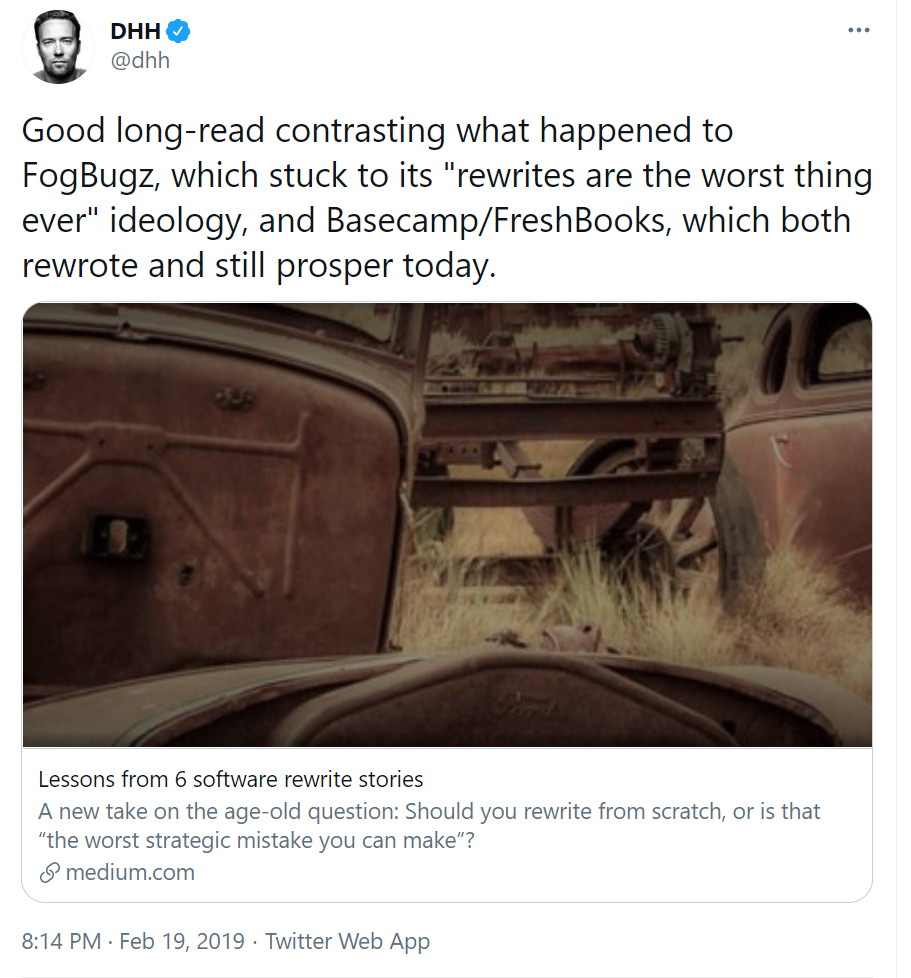 DHH
@dhh
Good long-read contrasting what happened to
FogBugz, which stuck to its "rewrites are the worst thing
ever" ideology, and Basecamp/FreshBooks, which both
rewrote and still prosper today.
Lessons from 6 software rewrite stories
A new take on the age-old question: Should you rewrite from scratch, or is that
“the worst strategic mistake you can make”?
medium.com
8:14 PM · Feb 19, 2019 · Twitter Web App